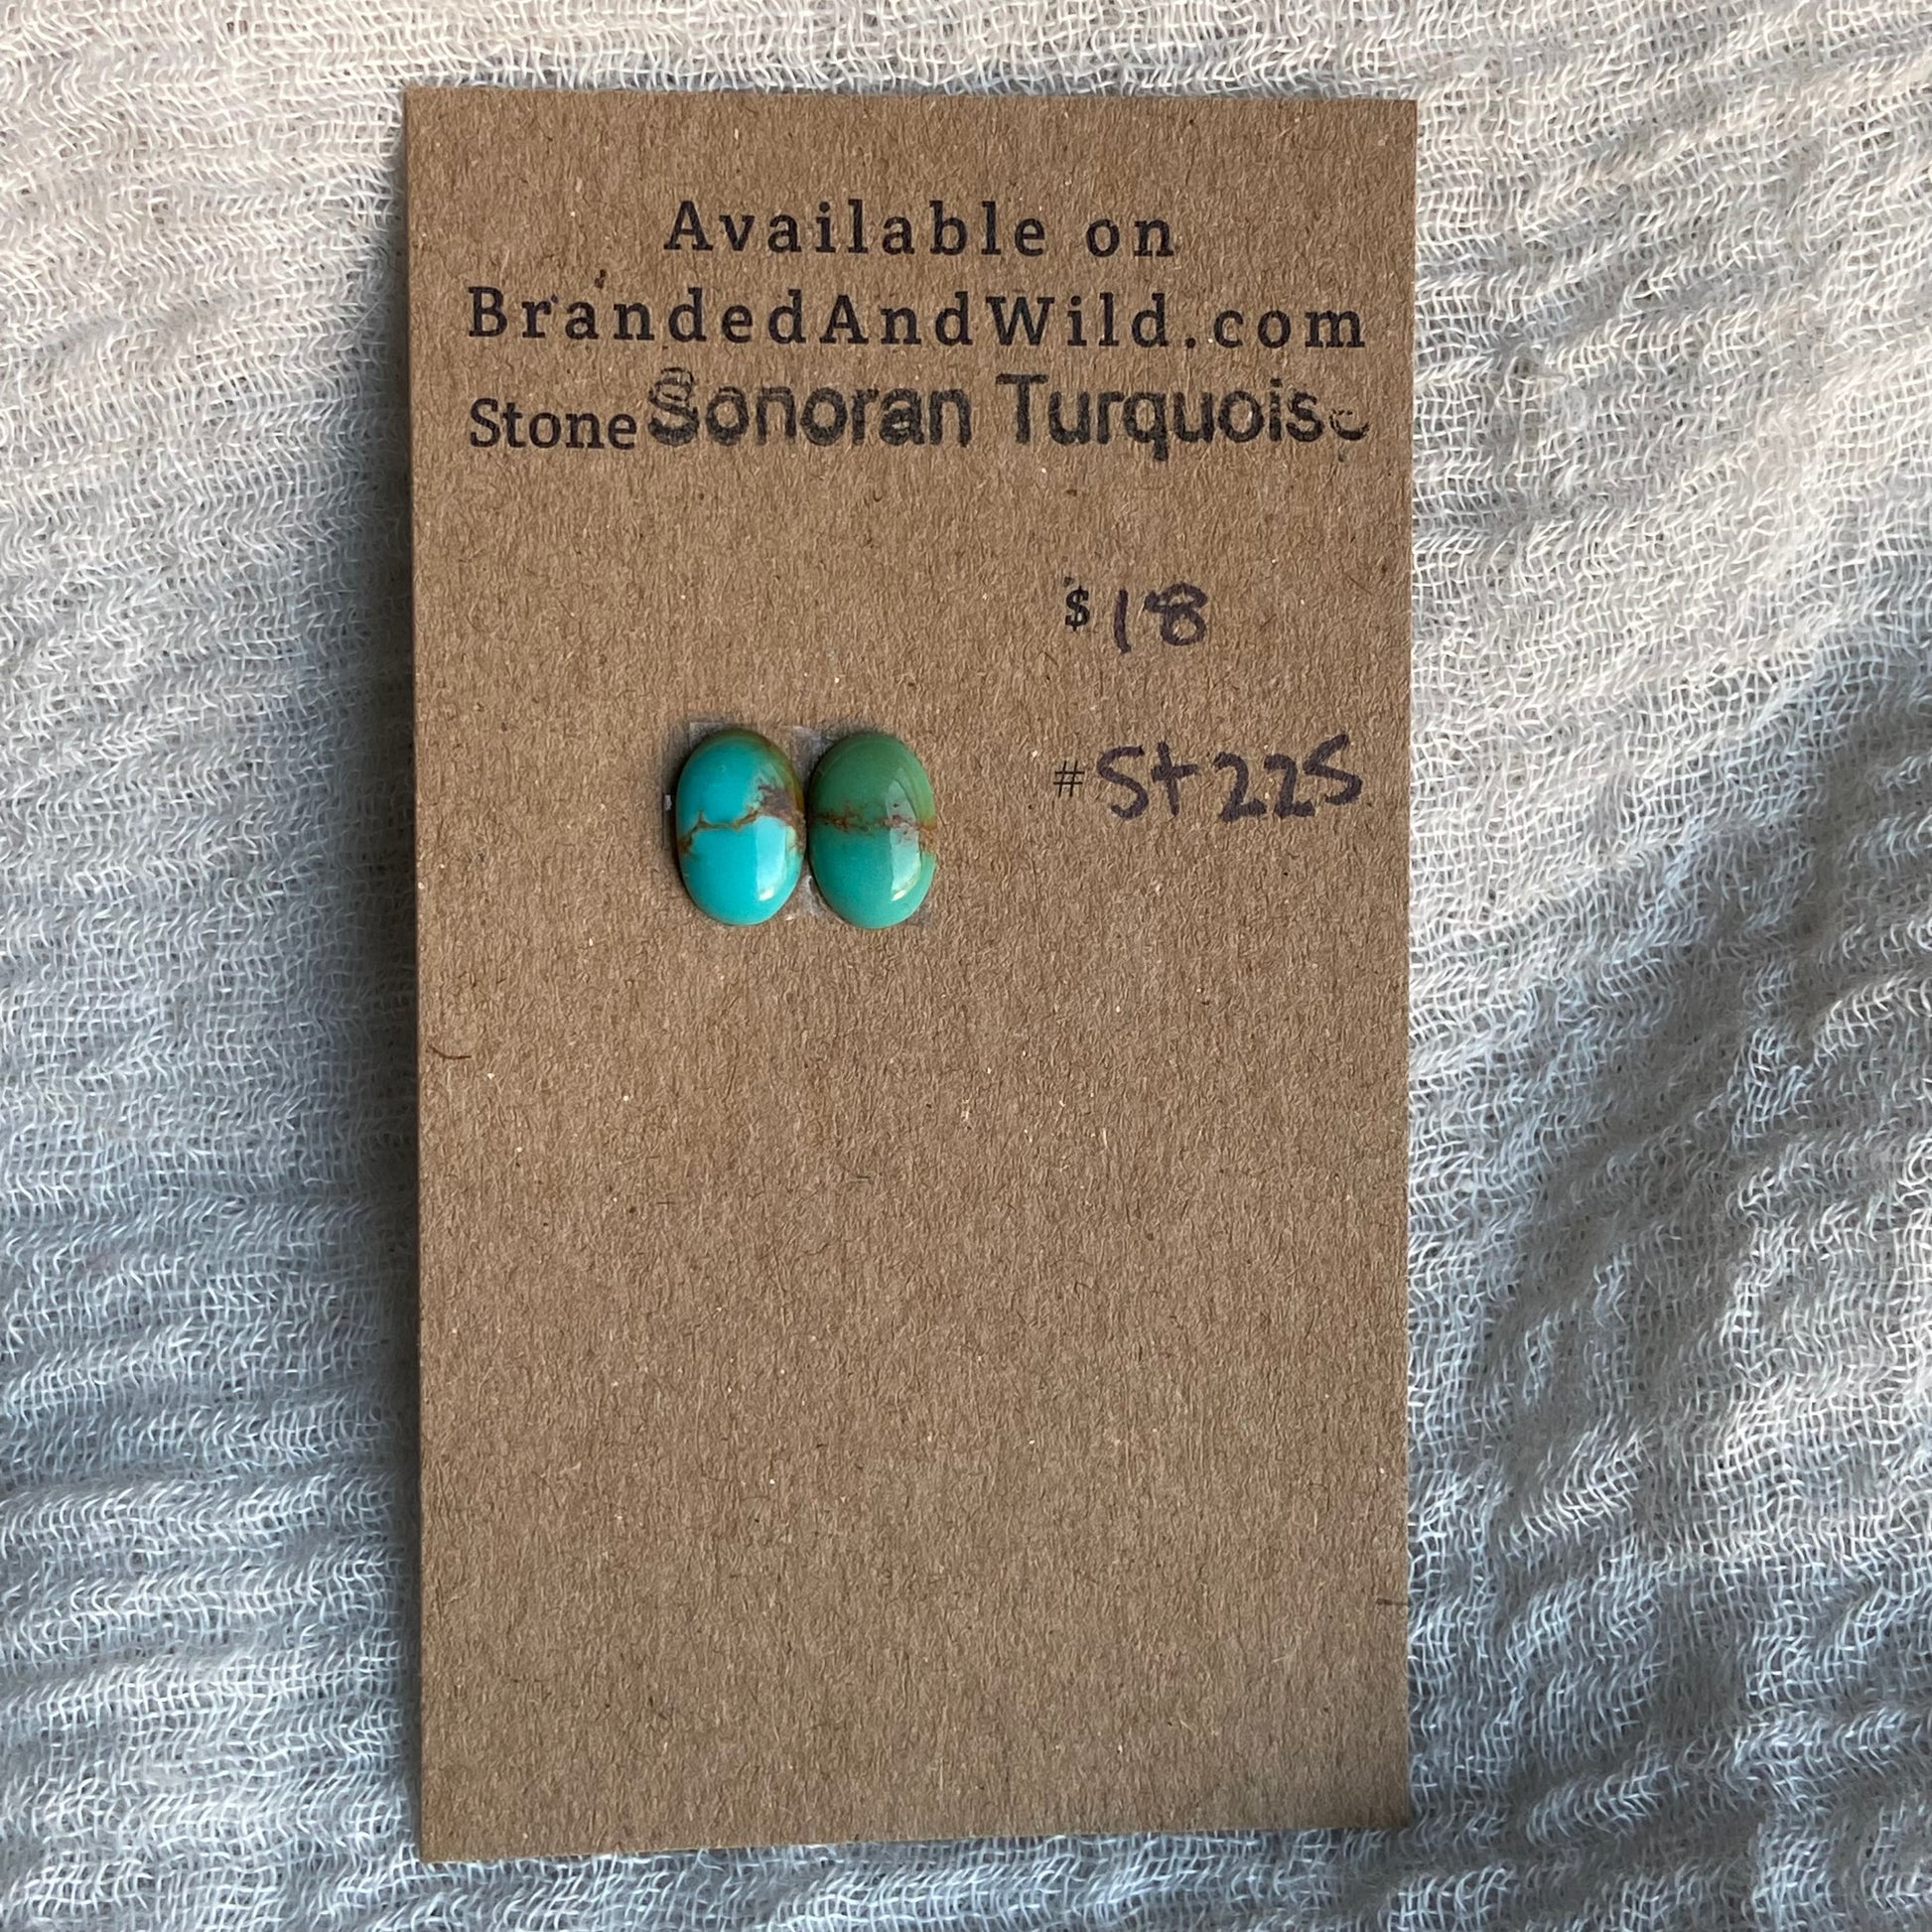 Available on
BrandedAndWild.com
Stone Sonoran Turquoise
$18
#St225